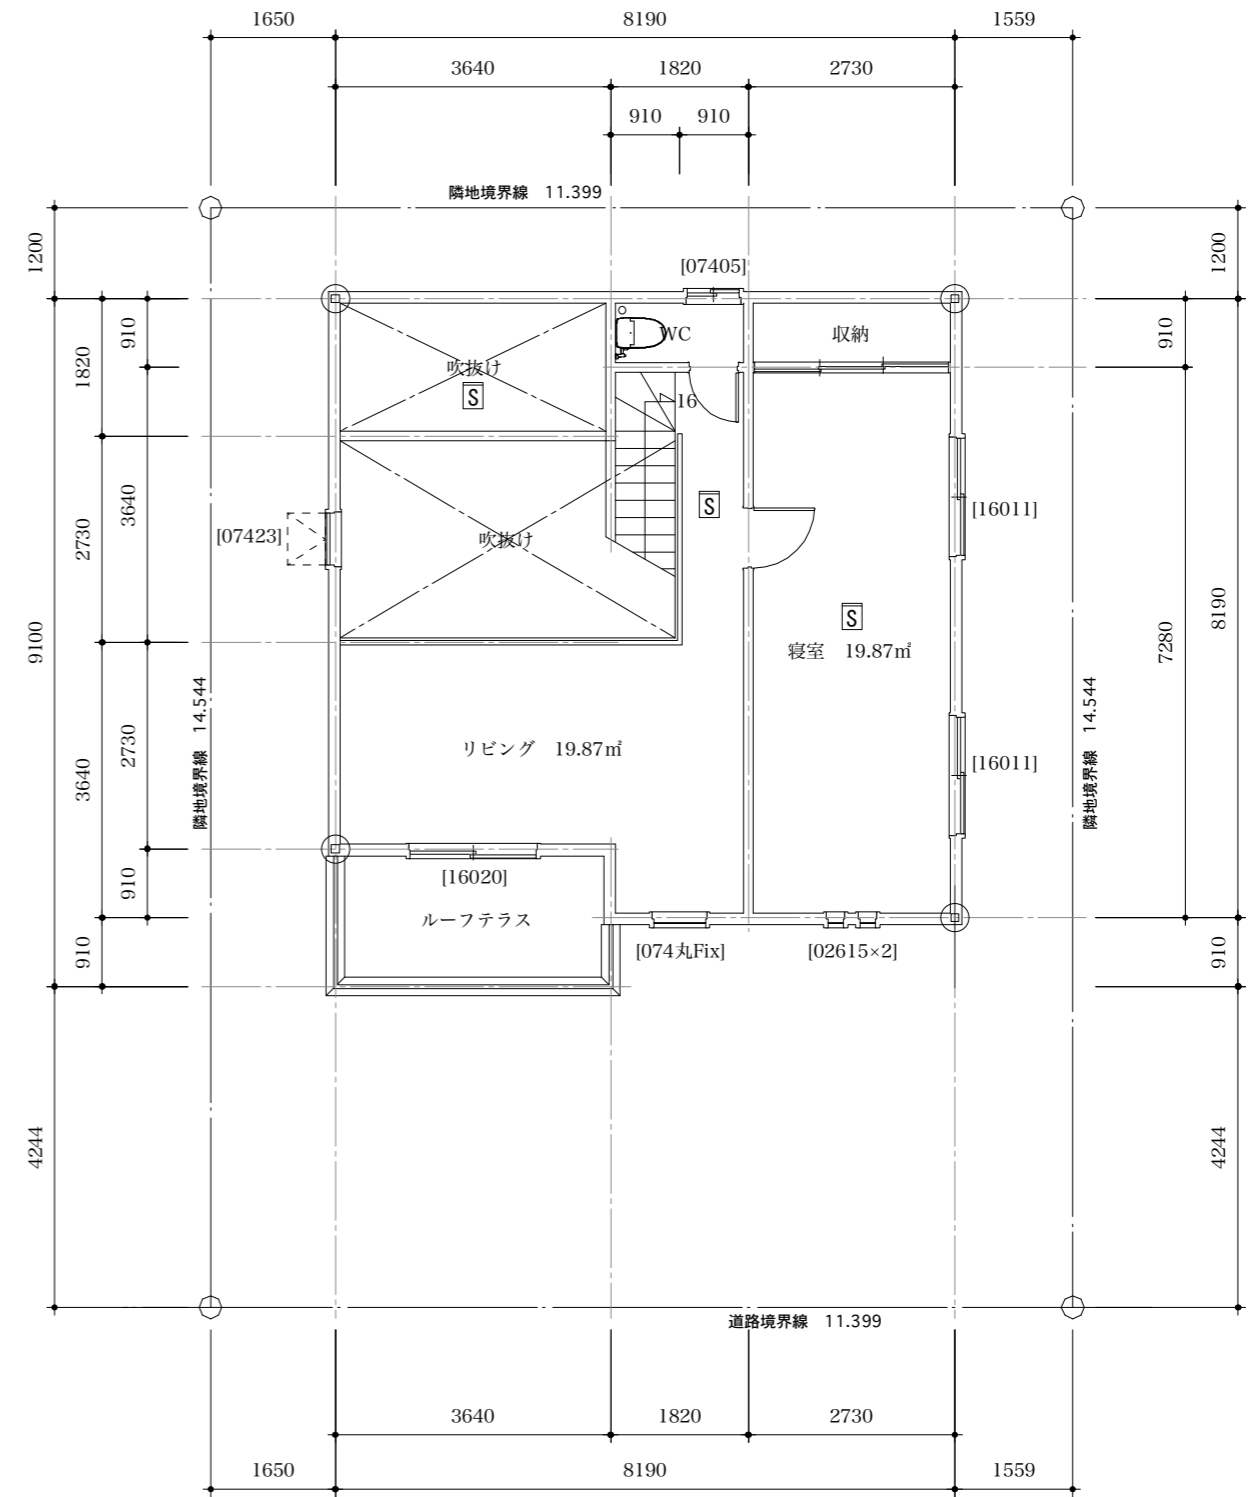 1650 8190 1559
3640 1820 2730
910 910
隣地境界線 11.399
1200
1200
[07405]
910
1820
WC
収納
910
吹抜け
S
16
3640
2730
[07423]
吹抜け
S
[16011]
9100
S
寝室 19.87㎡
7280
8190
隣地境界線 14.544
2730
3640
リビング 19.87㎡
[16011]
隣地境界線 14.544
910
[16020]
ルーフテラス
910
[074丸Fix]
[02615×2]
910
4244
4244
道路境界線 11.399
3640 1820 2730
1650 8190 1559